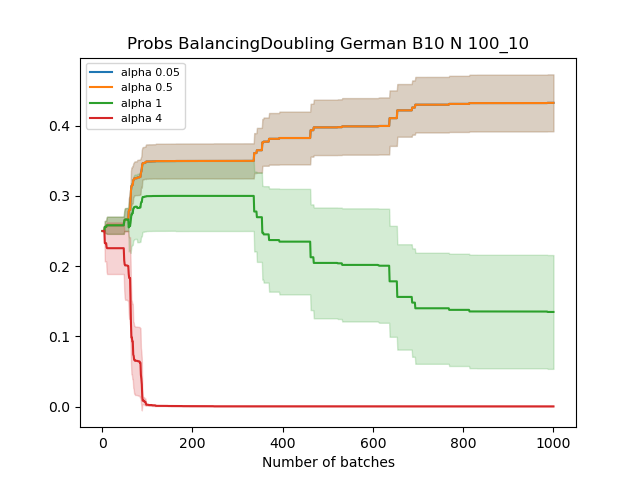 Probs BalancingDoubling German B10 N 100_10
alpha 0.05
alpha 0.5
alpha 1
alpha 4
0.4
0.3
0.2
0.1
0.0
0 200 400 600 800 1000
Number of batches